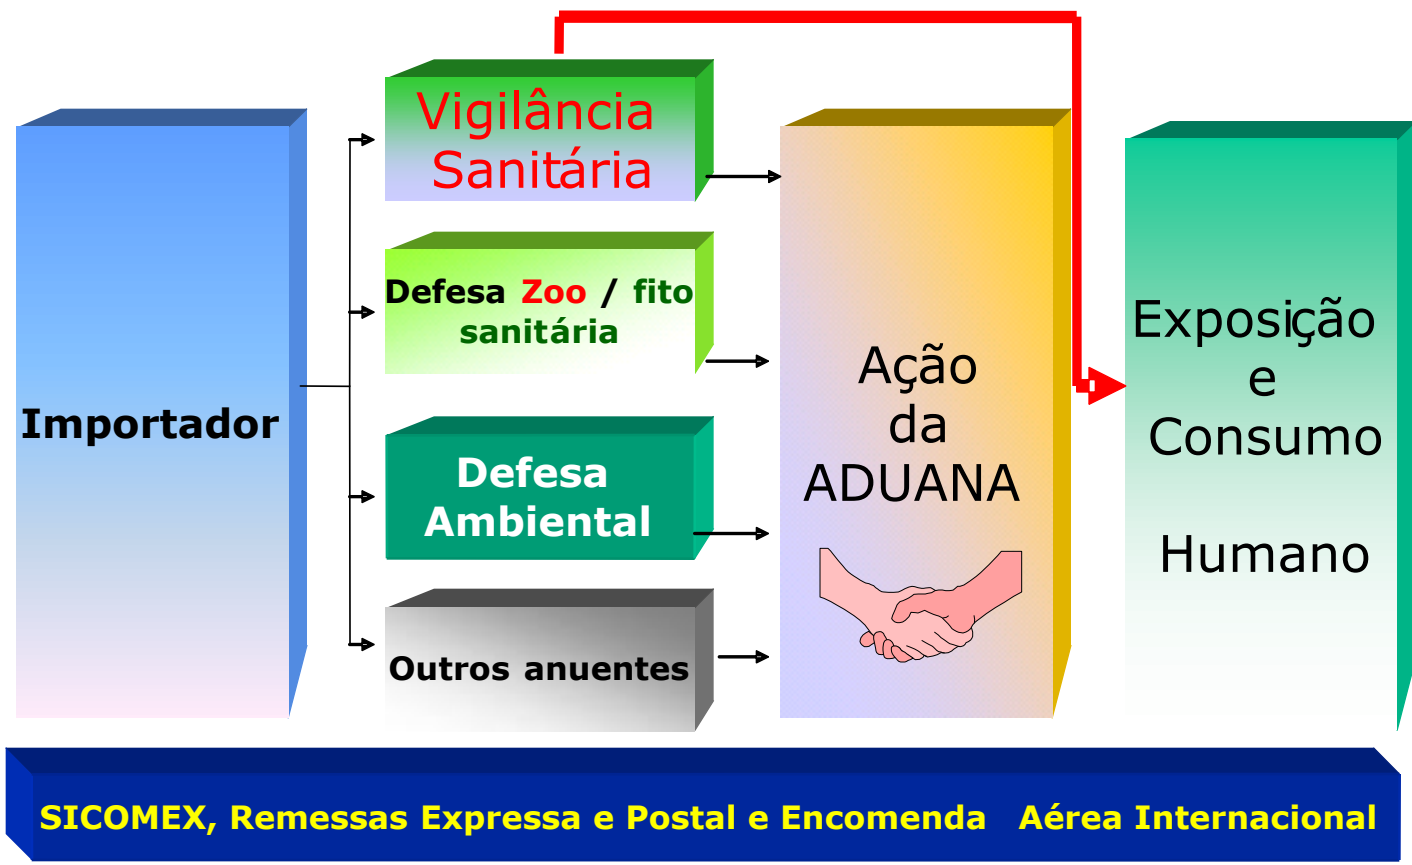 Importador
Vigilância
Sanitária
Defesa Zoo / fito
sanitária
Defesa
Ambiental
Outros anuentes
Ação
da
ADUANA
Exposição
e
Consumo
Humano
SICOMEX, Remessas Expressa e Postal e Encomenda Aérea Internacional